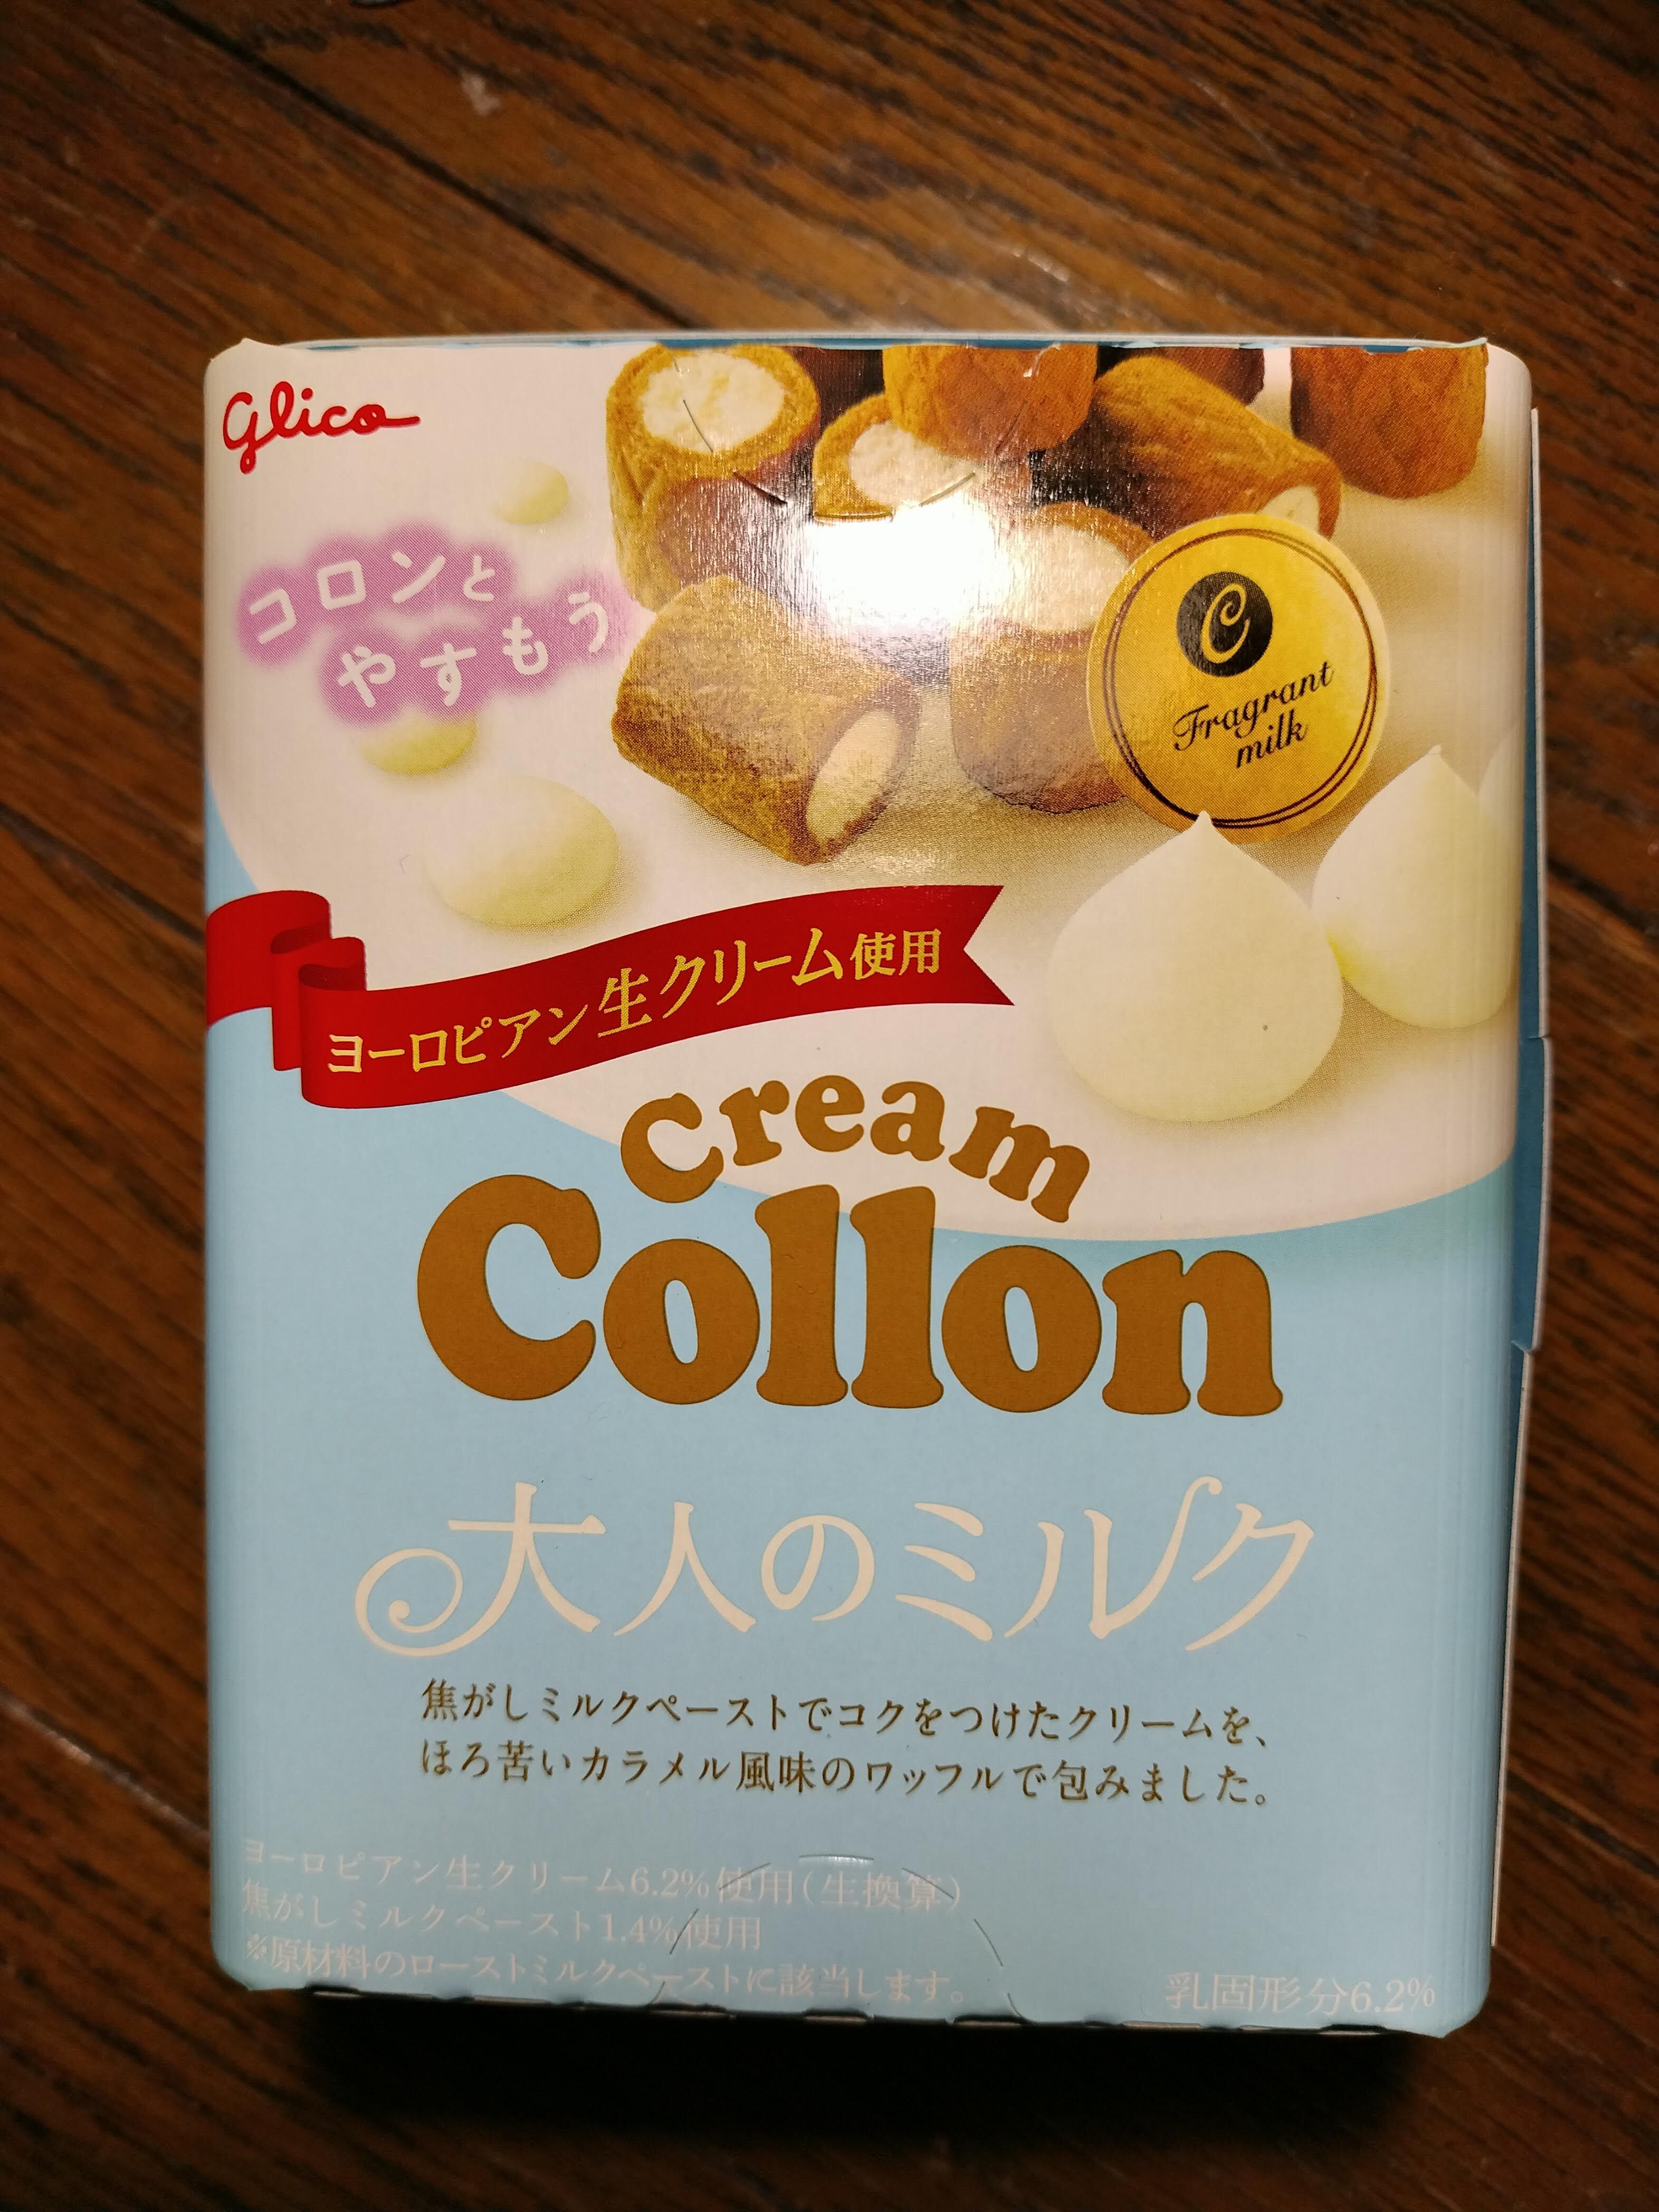 glico
コロンと
やすもう
C
Fragrant
milk
ヨーロピアン生クリーム使用
cream
Collon
大人のミルク
焦がしミルクペーストでコクをつけたクリームを、
ほろ苦いカラメル風味のワッフルで包みました。
ヨーロピアン生クリーム6.2%使用(生換算)
焦がしミルクペースト1.4%使用
※原材料のローストミルクペーストに該当します。
乳固形分6.2%